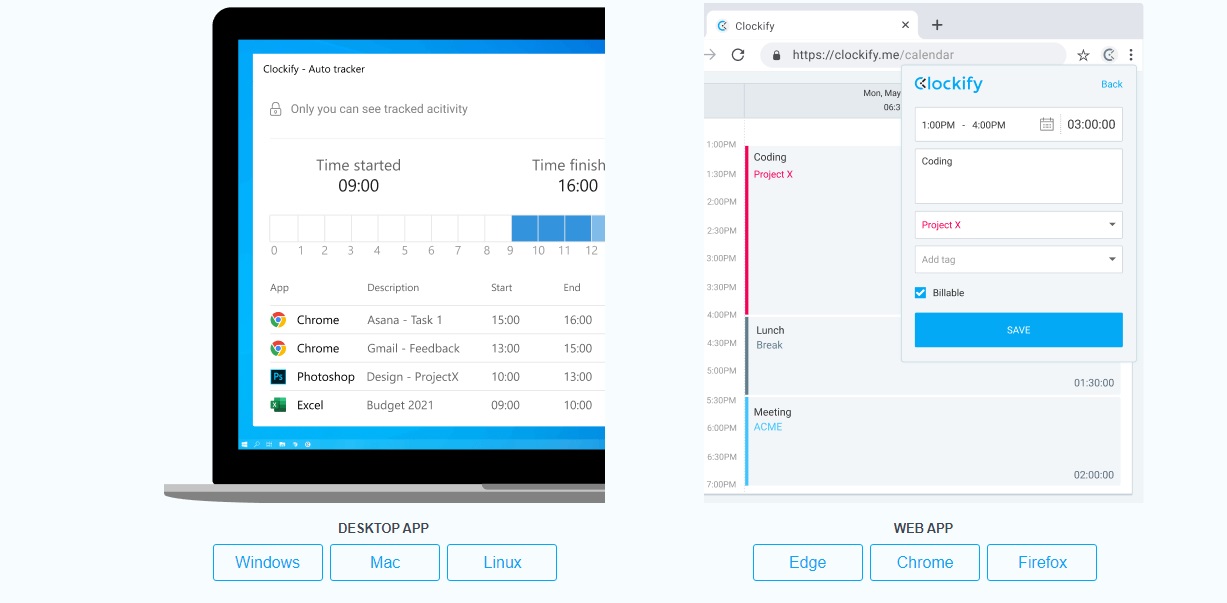 Clockify - Auto tracker
Only you can see tracked acitivity
Time started
09:00
Time finish
16:00
0 1 2 3 4 5 6 7 8 9 10 11 12
App Description Start End
Chrome Asana - Task 1 15:00 16:00
Chrome Gmail - Feedback 13:00 15:00
Ps Photoshop Design - ProjectX 10:00 13:00
Excel Budget 2021 09:00 10:00
DESKTOP APP
Windows Mac Linux
Clockify
https://clockify.me/calendar
Mon, May
06:3
1:00PM
1:30PM
2:00PM
2:30PM
3:00PM
3:30PM
4:00PM
4:30PM
5:00PM
5:30PM
6:00PM
6:30PM
7:00PM
Coding
Project X
Lunch
Break
01:30:00
Meeting
ACME
02:00:00
Clockify Back
1:00PM - 4:00PM 03:00:00
Coding
Project X
Add tag
Billable
SAVE
WEB APP
Edge Chrome Firefox